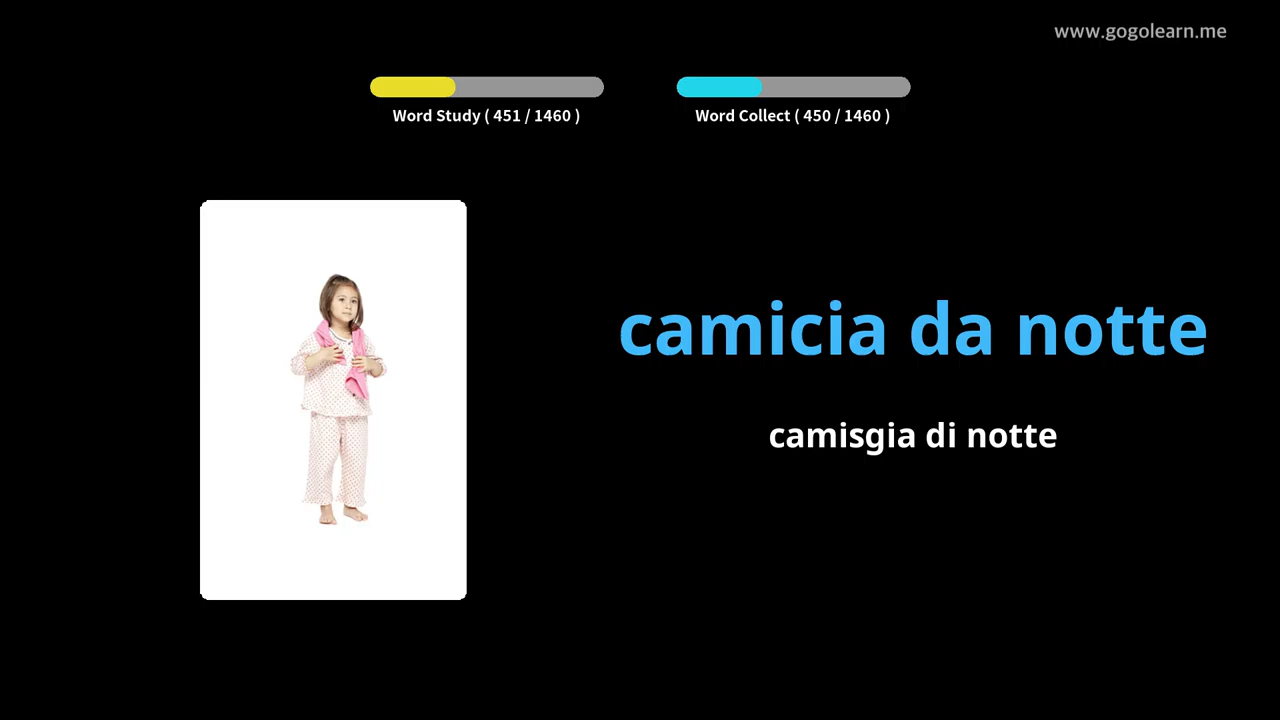 www.gogolearn.me
Word Study ( 451 / 1460 )
Word Collect ( 450 / 1460 )
camicia da notte
camisgia di notte